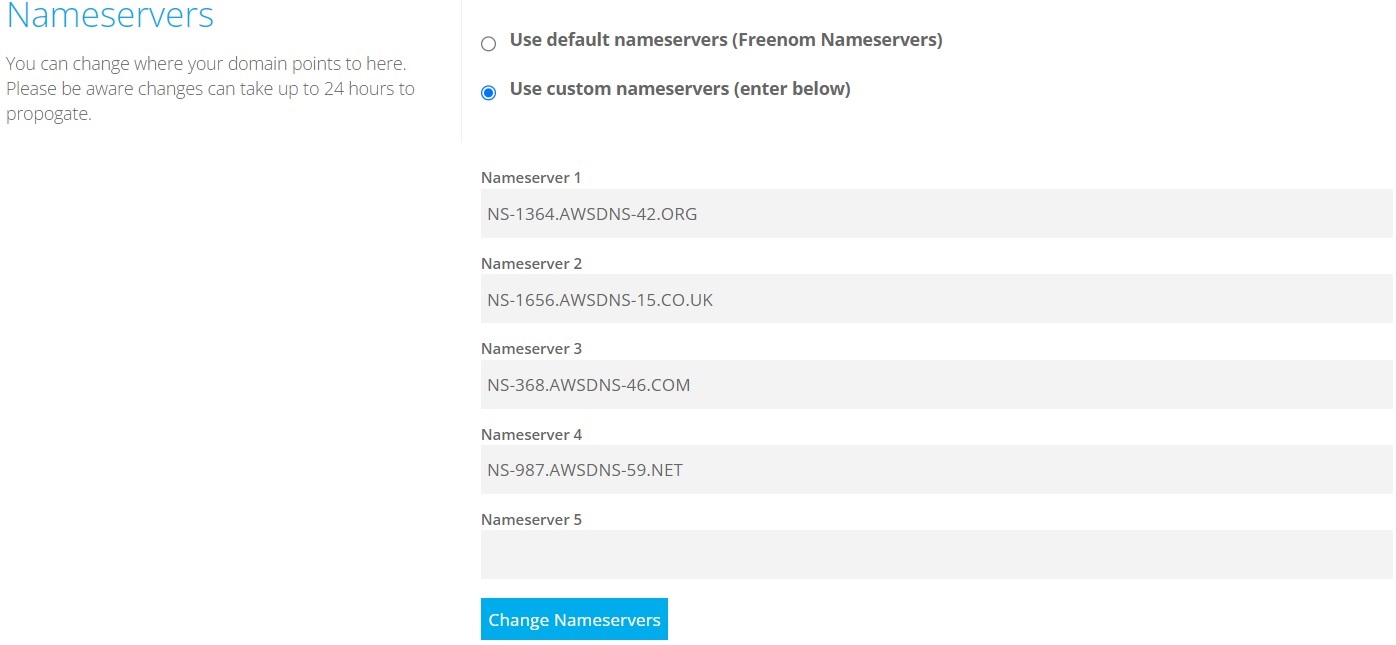 Nameservers
You can change where your domain points to here.
Please be aware changes can take up to 24 hours to
propogate.
Use default nameservers (Freenom Nameservers)
Use custom nameservers (enter below)
Nameserver 1
NS-1364.AWSDNS-42.ORG
Nameserver 2
NS-1656.AWSDNS-15.CO.UK
Nameserver 3
NS-368.AWSDNS-46.COM
Nameserver 4
NS-987.AWSDNS-59.NET
Nameserver 5
Change Nameservers